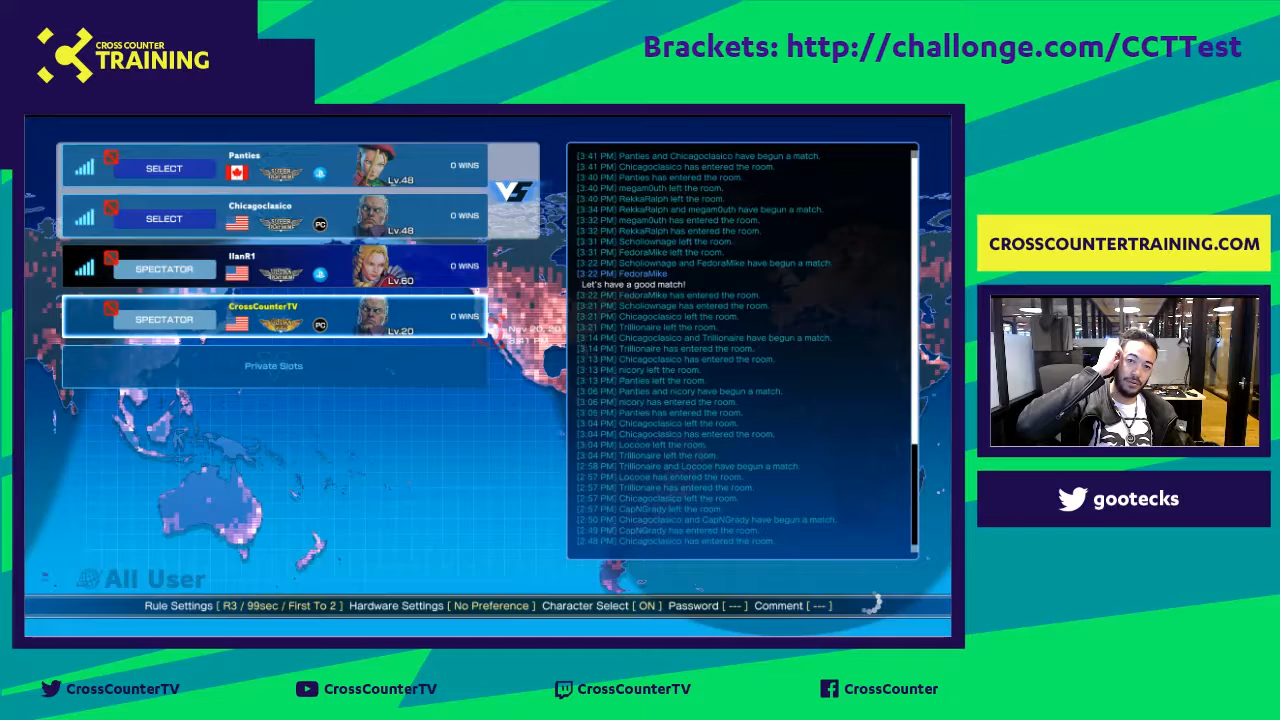 CROSS COUNTER
TRAINING
Brackets: http://challonge.com/CCTTest
SELECT
Panties
Lv.48
0 WINS
VS
SELECT
Chicagoclasico
PC
Lv.48
0 WINS
SPECTATOR
Lv.60
0 WINS
SPECTATOR
CrossCounterTV
PC
Lv.20
0 WINS
Private Slots
[3:41 PM] Panties and Chicagoclasico have begun a match.
[3:41 PM] Chicagoclasico has entered the room.
[3:40 PM] Panties has entered the room.
[3:40 PM] megam0uth left the room.
[3:40 PM] RekkaRalph left the room.
[3:34 PM] RekkaRalph and megam0uth have begun a match.
[3:32 PM] megam0uth has entered the room.
[3:32 PM] RekkaRalph has entered the room.
[3:31 PM] Scholiownage left the room.
[3:31 PM] FedoraMike left the room.
[3:22 PM] Scholiownage and FedoraMike have begun a match.
[3:22 PM] FedoraMike
Let's have a good match!
[3:22 PM] FedoraMike has entered the room.
[3:21 PM] Scholiownage has entered the room.
[3:21 PM] Chicagoclasico left the room.
[3:21 PM] Trillionaire left the room.
[3:14 PM] Chicagoclasico and Trillionaire have begun a match.
[3:14 PM] Trillionaire has entered the room.
[3:13 PM] Chicagoclasico has entered the room.
[3:13 PM] nicory left the room.
[3:13 PM] Panties left the room.
[3:06 PM] Panties and nicory have begun a match.
[3:06 PM] nicory has entered the room.
[3:05 PM] Panties has entered the room.
[3:04 PM] Chicagoclasico left the room.
[3:04 PM] Chicagoclasico has entered the room.
[3:04 PM] Locooe left the room.
[3:04 PM] Trillionaire left the room.
[2:58 PM] Trillionaire and Locooe have begun a match.
[2:57 PM] Locooe has entered the room.
[2:57 PM] Trillionaire has entered the room.
[2:57 PM] Chicagoclasico left the room.
[2:57 PM] CapNGrady left the room.
[2:50 PM] Chicagoclasico and CapNGrady have begun a match.
[2:49 PM] CapNGrady has entered the room.
[2:48 PM] Chicagoclasico has entered the room.
Nov 20, 201
3:41 PM
All User
Rule Settings [ R3 / 99sec / First To 2 ] Hardware Settings [ No Preference ] Character Select [ ON ] Password [ --- ] Comment [ --- ]
CROSSCOUNTERTRAINING.COM
gootecks
CrossCounterTV
CrossCounterTV
CrossCounterTV
CrossCounter